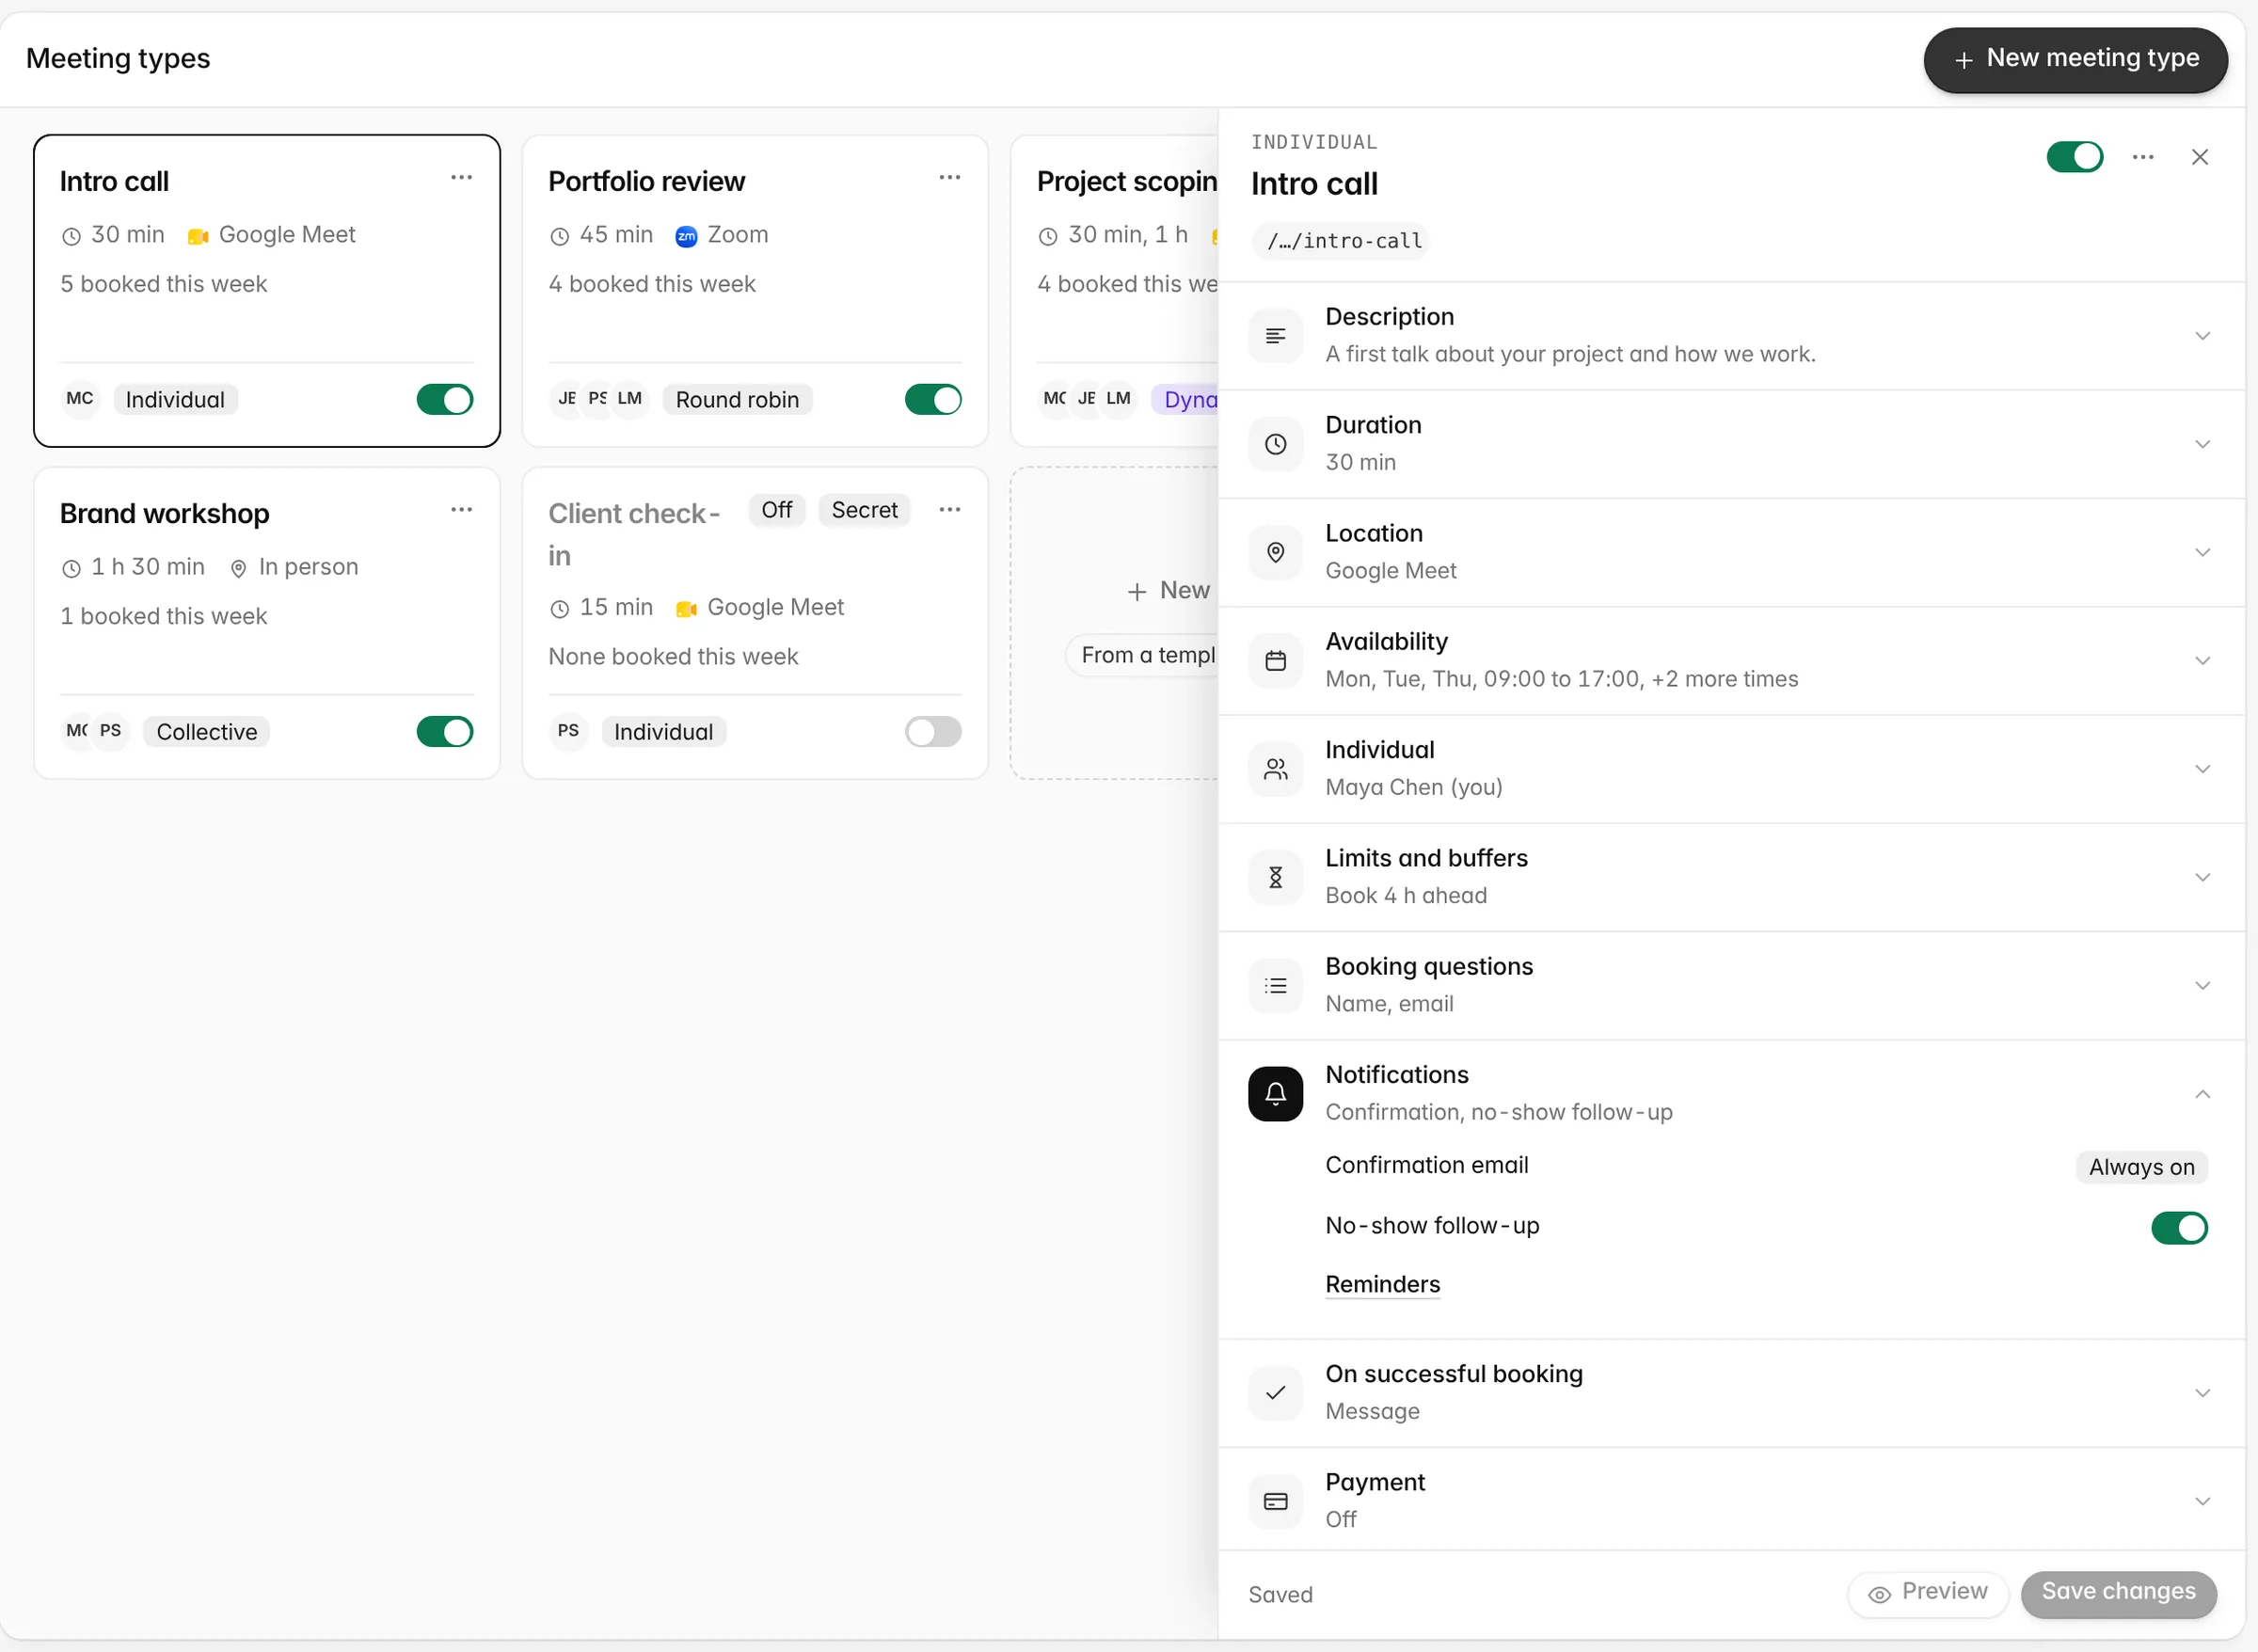 Meeting types
+ New meeting type
Intro call
30 min Google Meet
5 booked this week
MC Individual
Portfolio review
45 min zm Zoom
4 booked this week
JE PS LM Round robin
Project scopin
30 min, 1 h
4 booked this we
MC JE LM Dyna
Brand workshop
1 h 30 min In person
1 booked this week
MC PS Collective
Client check-
in
Off Secret
15 min Google Meet
None booked this week
PS Individual
+ New
From a templ
INDIVIDUAL
Intro call
/…/intro-call
Description
A first talk about your project and how we work.
Duration
30 min
Location
Google Meet
Availability
Mon, Tue, Thu, 09:00 to 17:00, +2 more times
Individual
Maya Chen (you)
Limits and buffers
Book 4 h ahead
Booking questions
Name, email
Notifications
Confirmation, no-show follow-up
Confirmation email
Always on
No-show follow-up
Reminders
On successful booking
Message
Payment
Off
Saved
Preview
Save changes